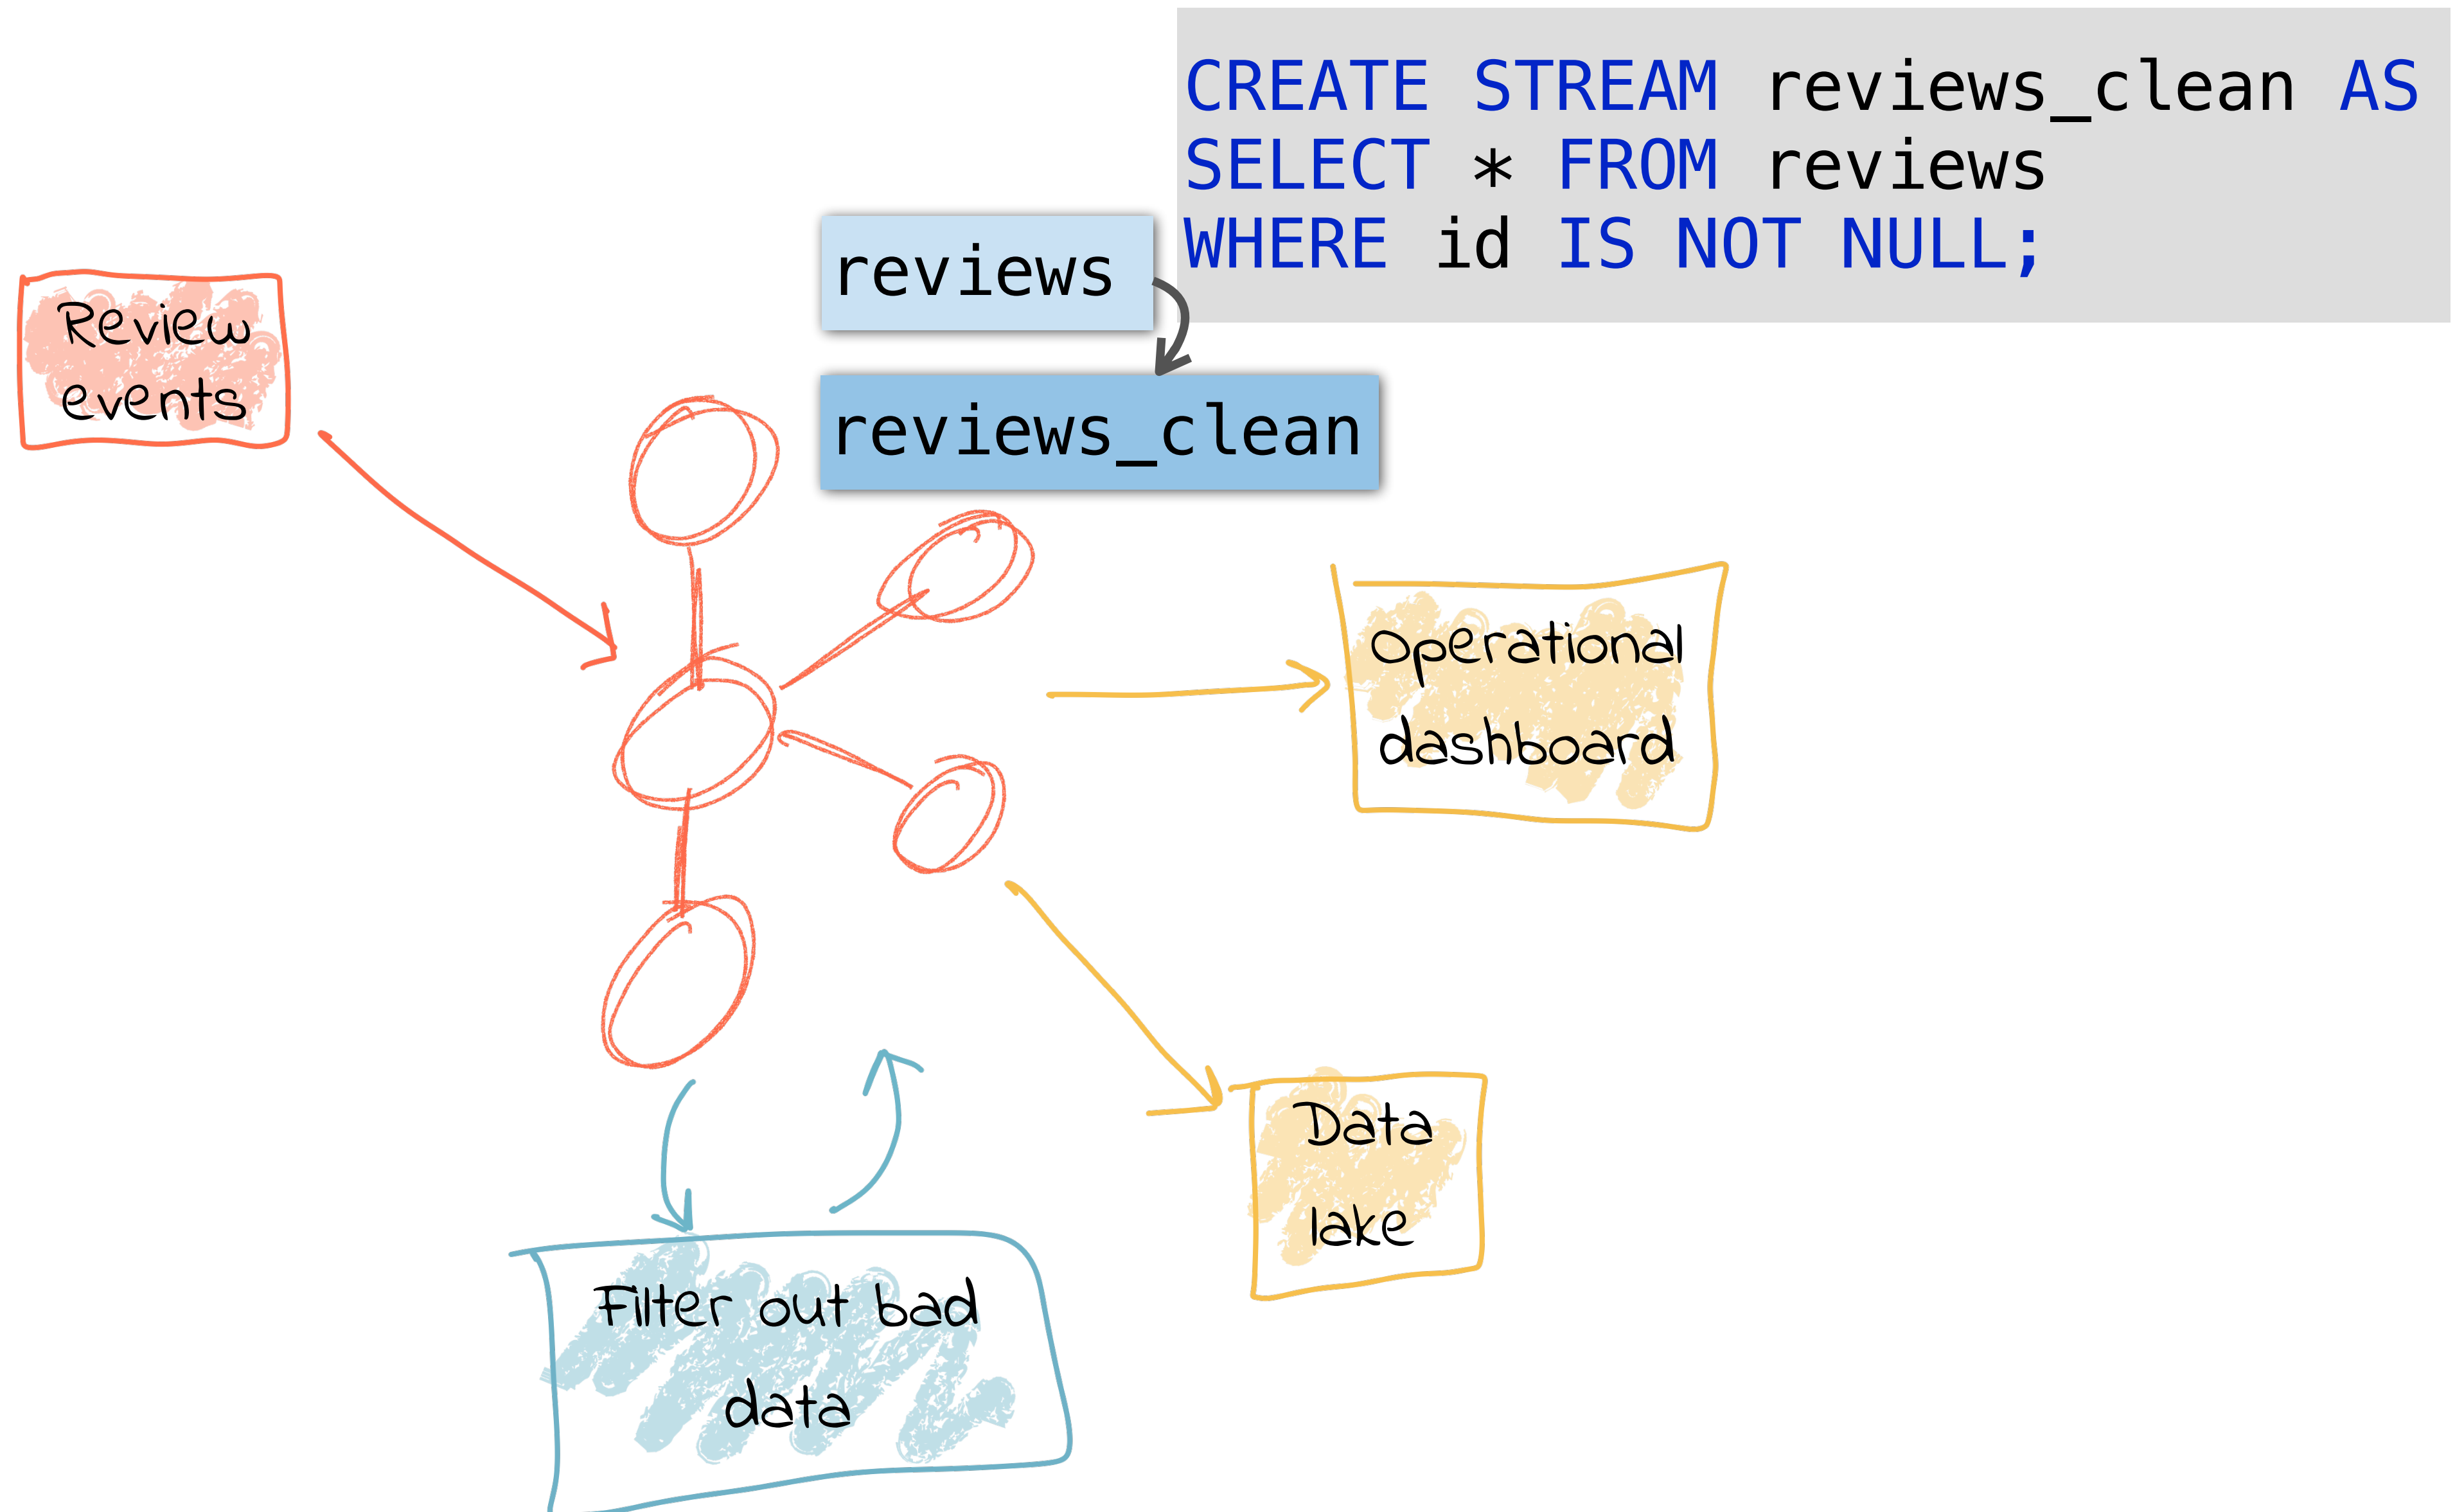 CREATE STREAM reviews_clean AS
SELECT * FROM reviews
WHERE id IS NOT NULL;
reviews
reviews_clean
Review
events
Operational
dashboard
Data
lake
Filter out bad
data